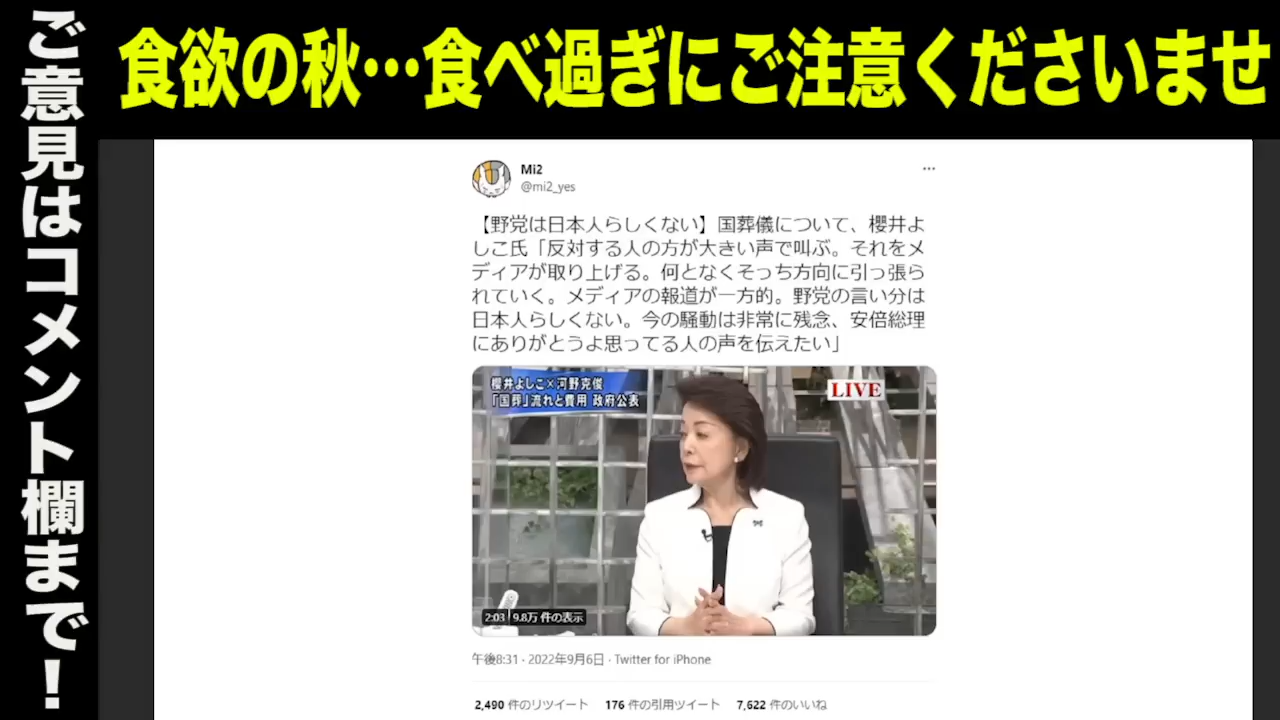 食欲の秋…食べ過ぎにご注意くださいませ
ご意見はコメント欄まで！
Mi2
@mi2_yes
【野党は日本人らしくない】国葬儀について、櫻井よ
しこ氏「反対する人の方が大きい声で叫ぶ。それをメ
ディアが取り上げる。何となくそっち方向に引っ張ら
れていく。メディアの報道が一方的。野党の言い分は
日本人らしくない。今の騒動は非常に残念、安倍総理
にありがとうよ思ってる人の声を伝えたい」
櫻井よしこ×河野克俊
「国葬」流れと費用 政府公表
LIVE
2:03 9.8万 件の表示
午後8:31 · 2022年9月6日 · Twitter for iPhone
2,490 件のリツイート 176 件の引用ツイート 7,622 件のいいね